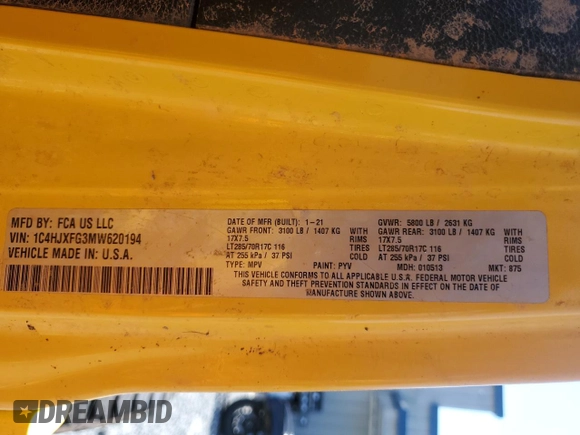 MFD BY: FCA US LLC
VIN: 1C4HJXFG3MW620194
VEHICLE MADE IN: U.S.A.
DATE OF MFR (BUILT): 1-21
GAWR FRONT: 3100 LB / 1407 KG WITH
17X7.5 RIMS
LT285/70R17C 116 TIRES
AT 255 kPa / 37 PSI COLD
TYPE: MPV PAINT: PYV
GVWR: 5800 LB / 2631 KG
GAWR REAR: 3100 LB / 1407 KG WITH
17X7.5 RIMS
LT285/70R17C 116 TIRES
AT 255 kPa / 37 PSI COLD
MDH: 010513 MKT: 875
THIS VEHICLE CONFORMS TO ALL APPLICABLE U.S.A. FEDERAL MOTOR VEHICLE
SAFETY AND THEFT PREVENTION STANDARDS IN EFFECT ON THE DATE OF
MANUFACTURE SHOWN ABOVE.
DREAMBID